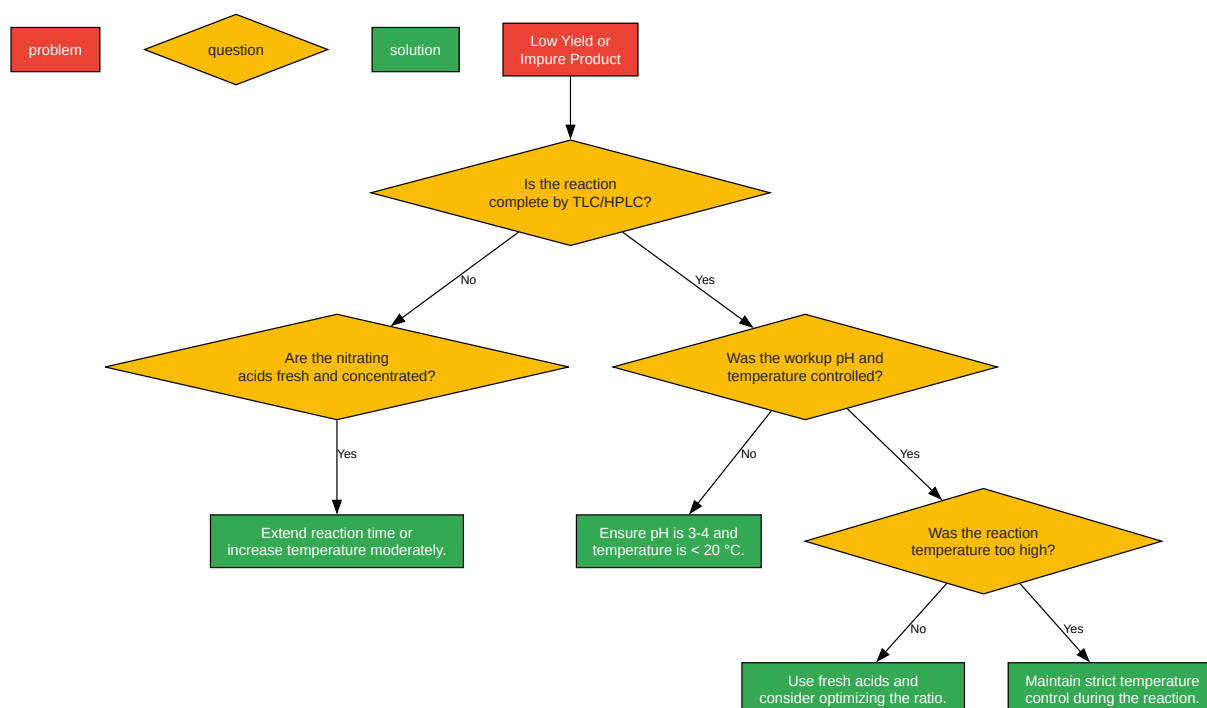 problem
question
solution
Low Yield or
Impure Product
Is the reaction
complete by TLC/HPLC?
No
Yes
Are the nitrating
acids fresh and concentrated?
Was the workup pH and
temperature controlled?
Yes
No
Yes
Extend reaction time or
increase temperature moderately.
Ensure pH is 3-4 and
temperature is < 20 °C.
Was the reaction
temperature too high?
No
Yes
Use fresh acids and
consider optimizing the ratio.
Maintain strict temperature
control during the reaction.